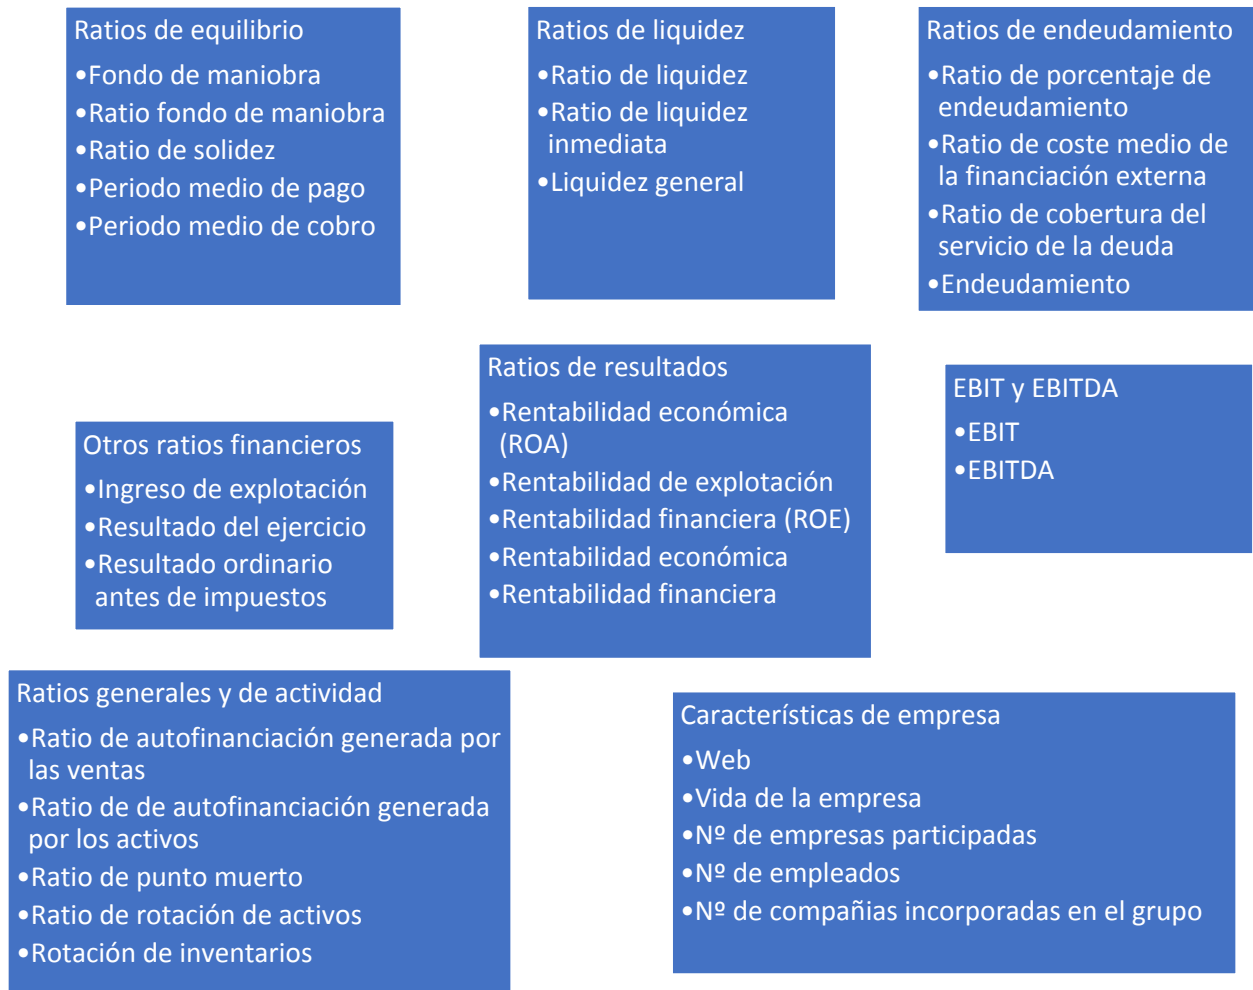 Ratios de equilibrio
•Fondo de maniobra
•Ratio fondo de maniobra
•Ratio de solidez
•Periodo medio de pago
•Periodo medio de cobro
Ratios de liquidez
•Ratio de liquidez
•Ratio de liquidez
inmediata
•Liquidez general
Ratios de endeudamiento
•Ratio de porcentaje de
endeudamiento
•Ratio de coste medio de
la financiación externa
•Ratio de cobertura del
servicio de la deuda
•Endeudamiento
Otros ratios financieros
•Ingreso de explotación
•Resultado del ejercicio
•Resultado ordinario
antes de impuestos
Ratios de resultados
•Rentabilidad económica
(ROA)
•Rentabilidad de explotación
•Rentabilidad financiera (ROE)
•Rentabilidad económica
•Rentabilidad financiera
EBIT y EBITDA
•EBIT
•EBITDA
Ratios generales y de actividad
•Ratio de autofinanciación generada por
las ventas
•Ratio de de autofinanciación generada
por los activos
•Ratio de punto muerto
•Ratio de rotación de activos
•Rotación de inventarios
Características de empresa
•Web
•Vida de la empresa
•Nº de empresas participadas
•Nº de empleados
•Nº de compañias incorporadas en el grupo